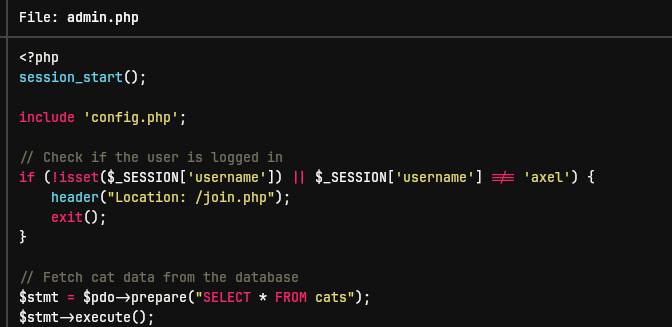 File: admin.php
<?php
session_start();
include 'config.php';
// Check if the user is logged in
if (!isset($_SESSION['username']) || $_SESSION['username'] !== 'axel') {
header("Location: /join.php");
exit();
}
// Fetch cat data from the database
$stmt = $pdo->prepare("SELECT * FROM cats");
$stmt->execute();